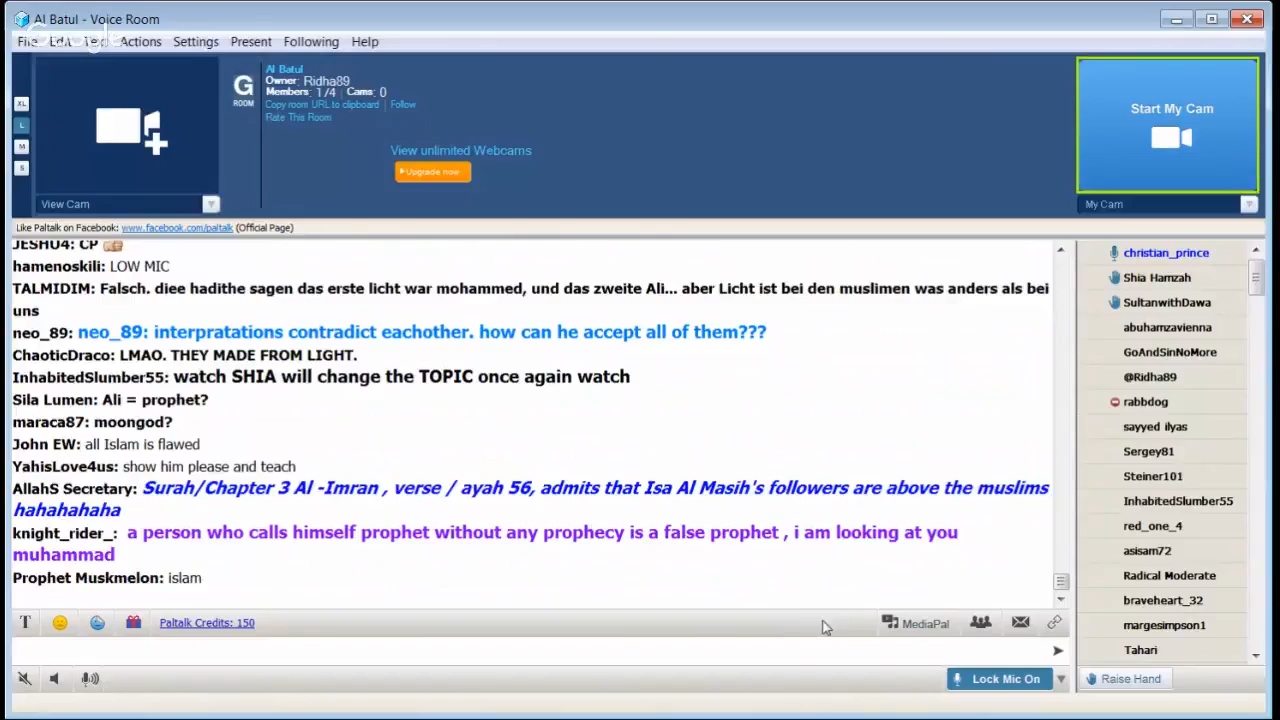 Al Batul - Voice Room
File Edit Text Actions Settings Present Following Help
Google
XL
L
M
S
View Cam
G
ROOM
Al Batul
Owner: Ridha89
Members: 1/4 Cams: 0
Copy room URL to clipboard | Follow
Rate This Room
View unlimited Webcams
Upgrade now
Start My Cam
My Cam
Like Paltalk on Facebook: www.facebook.com/paltalk (Official Page)
JESHU4: CP
hamenoskili: LOW MIC
TALMIDIM: Falsch. diee hadithe sagen das erste licht war mohammed, und das zweite Ali... aber Licht ist bei den muslimen was anders als bei
uns
neo_89: neo_89: interpratations contradict eachother. how can he accept all of them???
ChaoticDraco: LMAO. THEY MADE FROM LIGHT.
InhabitedSlumber55: watch SHIA will change the TOPIC once again watch
Sila Lumen: Ali = prophet?
maraca87: moongod?
John EW: all Islam is flawed
YahisLove4us: show him please and teach
AllahS Secretary: Surah/Chapter 3 Al -Imran , verse / ayah 56, admits that Isa Al Masih's followers are above the muslims
hahahahaha
knight_rider_: a person who calls himself prophet without any prophecy is a false prophet , i am looking at you
muhammad
Prophet Muskmelon: islam
christian_prince
Shia Hamzah
SultanwithDawa
abuhamzavienna
GoAndSinNoMore
@Ridha89
rabbdog
sayyed ilyas
Sergey81
Steiner101
InhabitedSlumber55
red_one_4
asisam72
Radical Moderate
braveheart_32
margesimpson1
Tahari
T
Paltalk Credits: 150
MediaPal
Lock Mic On
Raise Hand